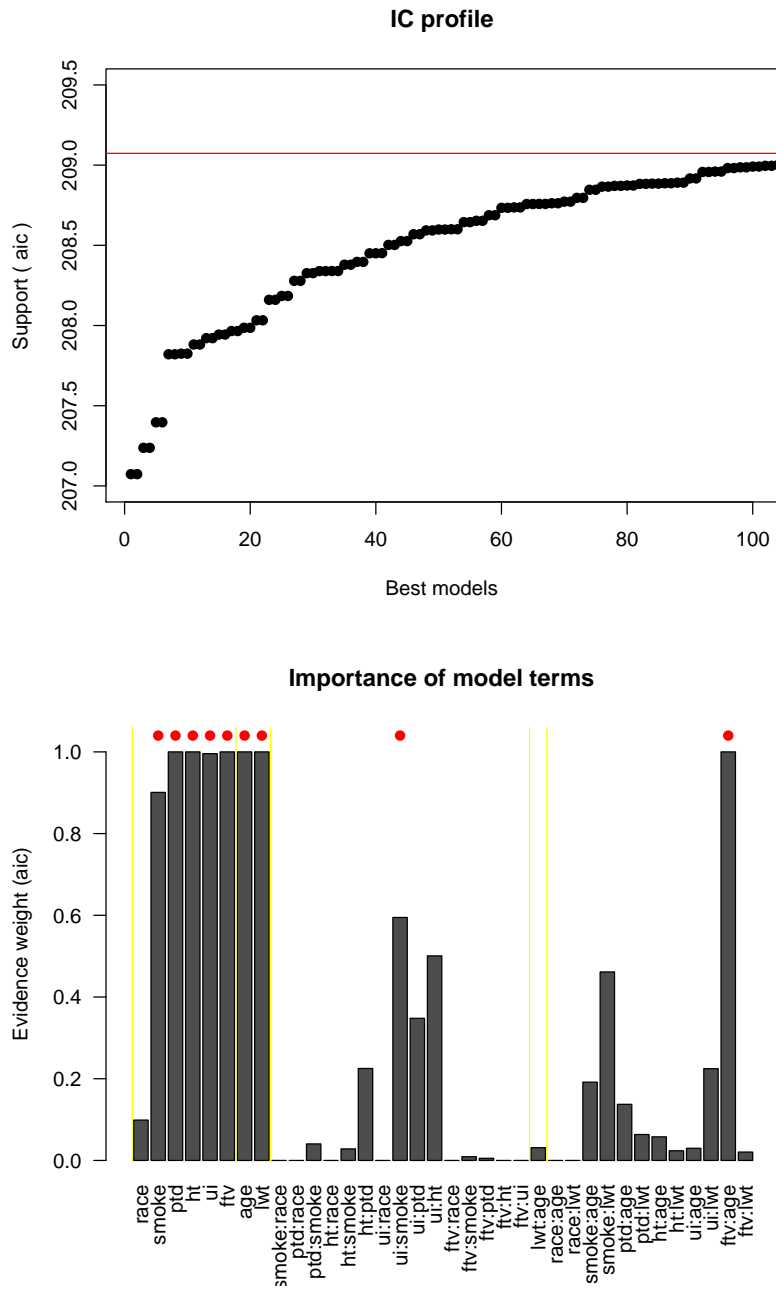 IC profile
209.5
209.0
208.5
208.0
207.5
207.0
Support ( aic )
0 20 40 60 80 100
Best models
Importance of model terms
1.0
0.8
0.6
0.4
0.2
0.0
Evidence weight (aic)
race
smoke
ptd
ht
ui
ftv
age
lwt
smoke:race
ptd:race
ptd:smoke
ht:race
ht:smoke
ht:ptd
ui:race
ui:smoke
ui:ptd
ui:ht
ftv:race
ftv:smoke
ftv:ptd
ftv:ht
ftv:ui
lwt:age
race:age
race:lwt
smoke:age
smoke:lwt
ptd:age
ptd:lwt
ht:age
ht:lwt
ui:age
ui:lwt
ftv:age
ftv:lwt